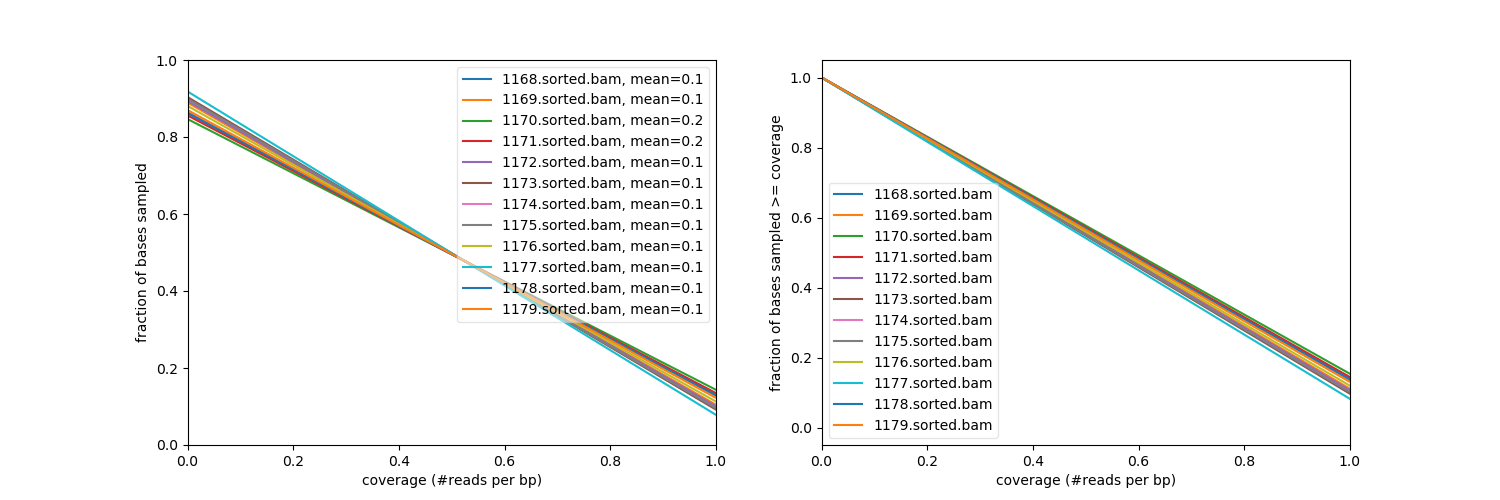 1.0
0.8
0.6
0.4
0.2
0.0
fraction of bases sampled
0.0 0.2 0.4 0.6 0.8 1.0
coverage (#reads per bp)
1168.sorted.bam, mean=0.1
1169.sorted.bam, mean=0.1
1170.sorted.bam, mean=0.2
1171.sorted.bam, mean=0.2
1172.sorted.bam, mean=0.1
1173.sorted.bam, mean=0.1
1174.sorted.bam, mean=0.1
1175.sorted.bam, mean=0.1
1176.sorted.bam, mean=0.1
1177.sorted.bam, mean=0.1
1178.sorted.bam, mean=0.1
1179.sorted.bam, mean=0.1
1.0
0.8
0.6
0.4
0.2
0.0
fraction of bases sampled >= coverage
0.0 0.2 0.4 0.6 0.8 1.0
coverage (#reads per bp)
1168.sorted.bam
1169.sorted.bam
1170.sorted.bam
1171.sorted.bam
1172.sorted.bam
1173.sorted.bam
1174.sorted.bam
1175.sorted.bam
1176.sorted.bam
1177.sorted.bam
1178.sorted.bam
1179.sorted.bam